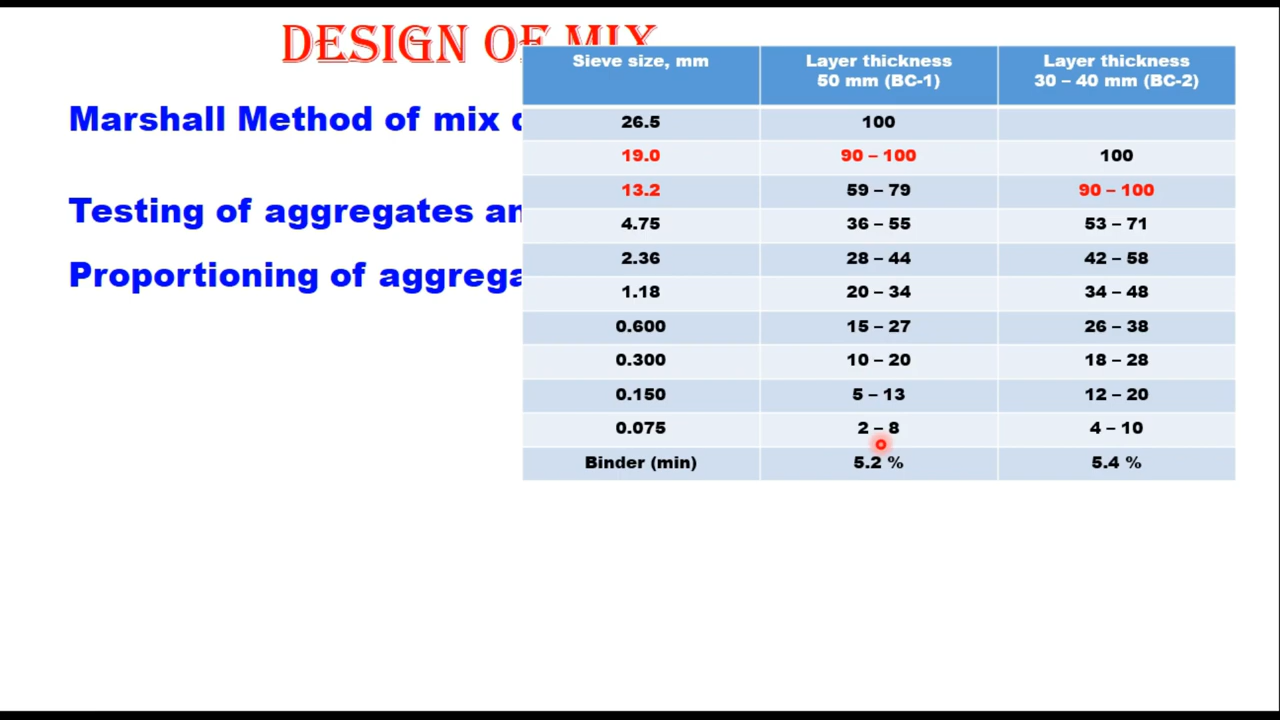 DESIGN OF MIX
Marshall Method of mix
Testing of aggregates
Proportioning of
Sieve size, mm Layer thickness 50 mm (BC-1) Layer thickness 30 – 40 mm (BC-2)
26.5 100
19.0 90 – 100 100
13.2 59 – 79 90 – 100
4.75 36 – 55 53 – 71
2.36 28 – 44 42 – 58
1.18 20 – 34 34 – 48
0.600 15 – 27 26 – 38
0.300 10 – 20 18 – 28
0.150 5 – 13 12 – 20
0.075 2 – 8 4 – 10
Binder (min) 5.2 % 5.4 %